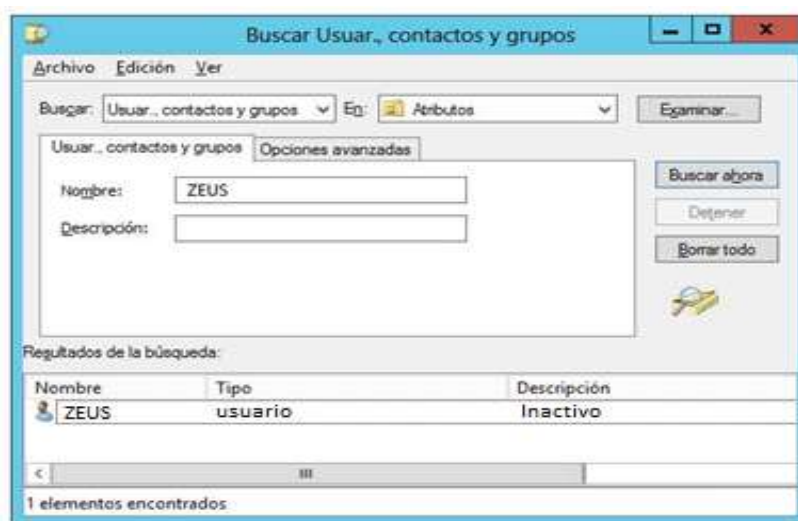 Buscar Usuar., contactos y grupos
Archivo Edición Ver
Buscar: Usuar., contactos y grupos En: Atributos Examinar...
Usuar., contactos y grupos Opciones avanzadas
Buscar ahora
Nombre: ZEUS
Detener
Descripción:
Borrar todo
Resultados de la búsqueda:
Nombre Tipo Descripción
ZEUS usuario Inactivo
1 elementos encontrados